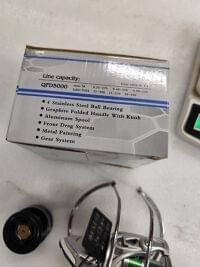 Line capacity:
QFD5000
• 4 Stainless Steel Ball Bearing
• Graphite Folded Handle With Knob
• Aluminum Spool
• Front Drag System
• Metal Painting
• Gear System